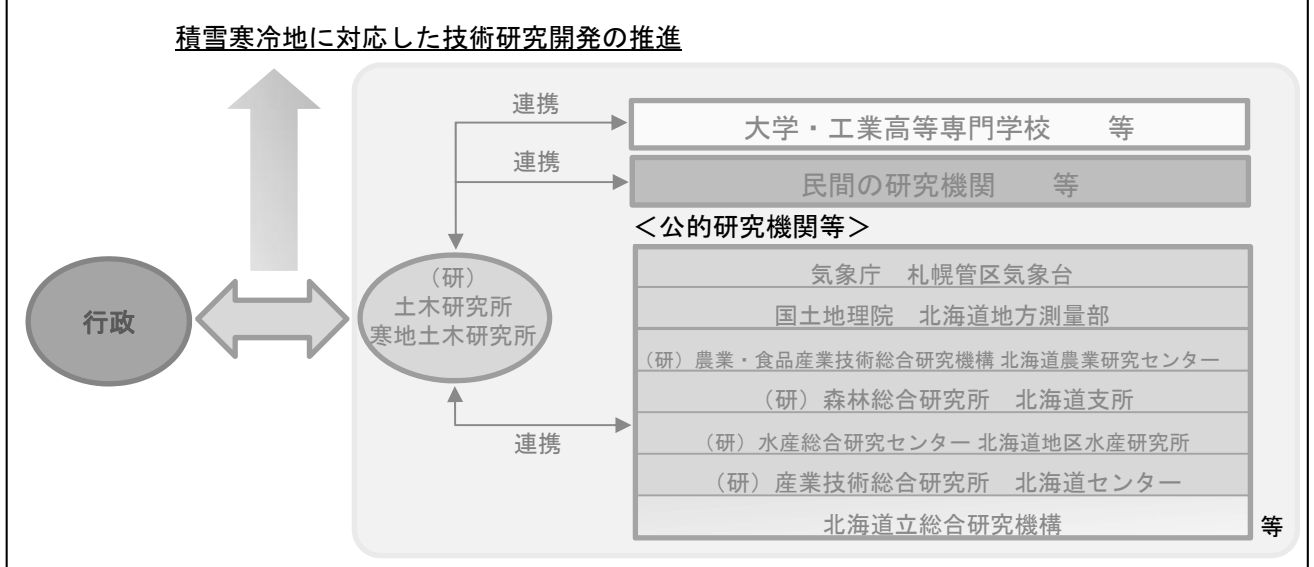 積雪寒冷地に対応した技術研究開発の推進
連携
大学・工業高等専門学校　　等
連携
民間の研究機関　　等
＜公的研究機関等＞
行政
（研）
土木研究所
寒地土木研究所
気象庁　札幌管区気象台
国土地理院　北海道地方測量部
（研）農業・食品産業技術総合研究機構 北海道農業研究センター
（研）森林総合研究所　北海道支所
連携
（研）水産総合研究センター 北海道地区水産研究所
（研）産業技術総合研究所　北海道センター
北海道立総合研究機構
等